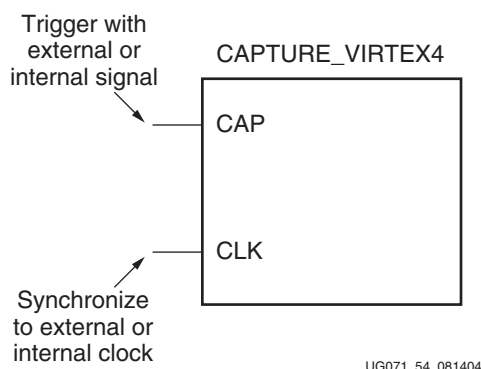 Trigger with
external or
internal signal
CAPTURE_VIRTEX4
CAP
CLK
Synchronize
to external or
internal clock
UG071_54_081404